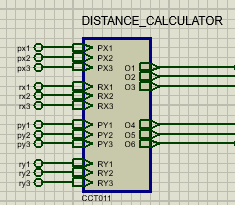 DISTANCE_CALCULATOR
px1 PX1
px2 PX2
px3 PX3 O1
O2
rx1 RX1 O3
rx2 RX2
rx3 RX3
py1 PY1 O4
py2 PY2 O5
py3 PY3 O6
ry1 RY1
ry2 RY2
ry3 RY3
CCT011